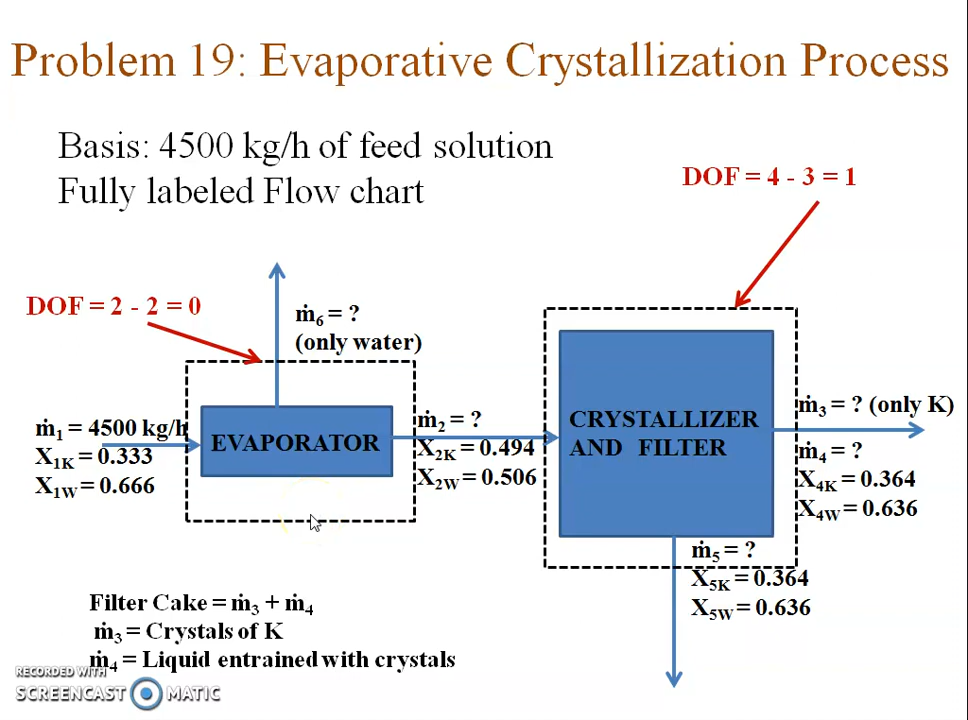 Problem 19: Evaporative Crystallization Process
Basis: 4500 kg/h of feed solution
Fully labeled Flow chart
DOF = 4 - 3 = 1
DOF = 2 - 2 = 0
ṁ6 = ?
(only water)
ṁ1 = 4500 kg/h
X1K = 0.333
X1W = 0.666
EVAPORATOR
ṁ2 = ?
X2K = 0.494
X2W = 0.506
CRYSTALLIZER
AND FILTER
ṁ3 = ? (only K)
ṁ4 = ?
X4K = 0.364
X4W = 0.636
ṁ5 = ?
X5K = 0.364
X5W = 0.636
Filter Cake = ṁ3 + ṁ4
ṁ3 = Crystals of K
ṁ4 = Liquid entrained with crystals
RECORDED WITH
SCREENCAST MATIC